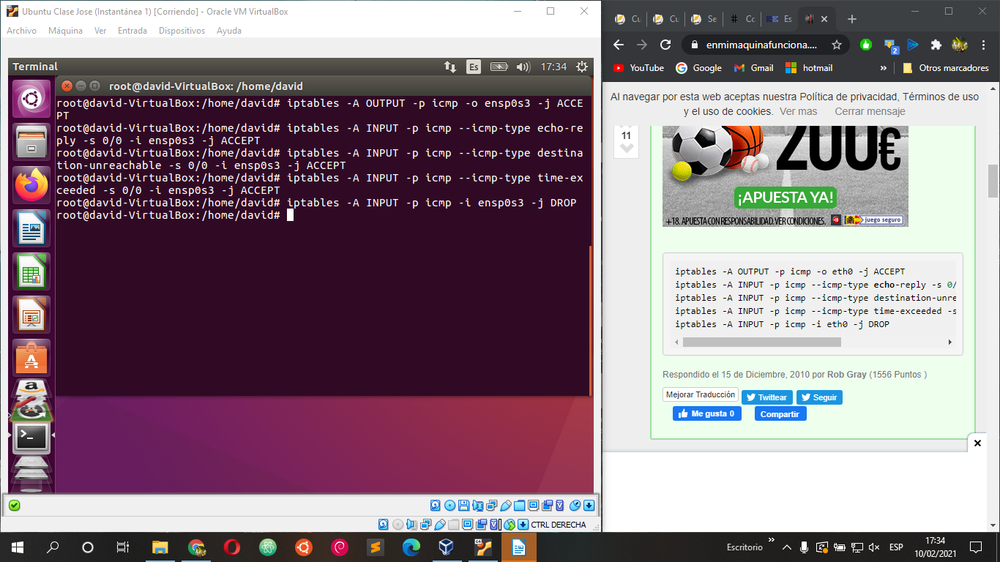 Ubuntu Clase Jose (Instantánea 1) [Corriendo] - Oracle VM VirtualBox
Archivo Máquina Ver Entrada Dispositivos Ayuda
Terminal
Es
17:34
root@david-VirtualBox: /home/david
root@david-VirtualBox:/home/david# iptables -A OUTPUT -p icmp -o ensp0s3 -j ACCE
PT
root@david-VirtualBox:/home/david# iptables -A INPUT -p icmp --icmp-type echo-re
ply -s 0/0 -i ensp0s3 -j ACCEPT
root@david-VirtualBox:/home/david# iptables -A INPUT -p icmp --icmp-type destina
tion-unreachable -s 0/0 -i ensp0s3 -j ACCEPT
root@david-VirtualBox:/home/david# iptables -A INPUT -p icmp --icmp-type time-ex
ceeded -s 0/0 -i ensp0s3 -j ACCEPT
root@david-VirtualBox:/home/david# iptables -A INPUT -p icmp -i ensp0s3 -j DROP
root@david-VirtualBox:/home/david#
CTRL DERECHA
Cu Cu Se Cc Es
enmimaquinafunciona....
2
YouTube Google Gmail hotmail » Otros marcadores
Al navegar por esta web aceptas nuestra Política de privacidad, Términos de uso
y el uso de cookies. Ver mas Cerrar mensaje
11
200€
¡APUESTA YA!
+18. APUESTA CON RESPONSABILIDAD. VER CONDICIONES.
juego seguro
iptables -A OUTPUT -p icmp -o eth0 -j ACCEPT
iptables -A INPUT -p icmp --icmp-type echo-reply -s 0/
iptables -A INPUT -p icmp --icmp-type destination-unre
iptables -A INPUT -p icmp --icmp-type time-exceeded -s
iptables -A INPUT -p icmp -i eth0 -j DROP
Respondido el 15 de Diciembre, 2010 por Rob Gray (1556 Puntos )
Mejorar Traducción Twittear Seguir
Me gusta 0 Compartir
Escritorio » ESP
17:34
10/02/2021